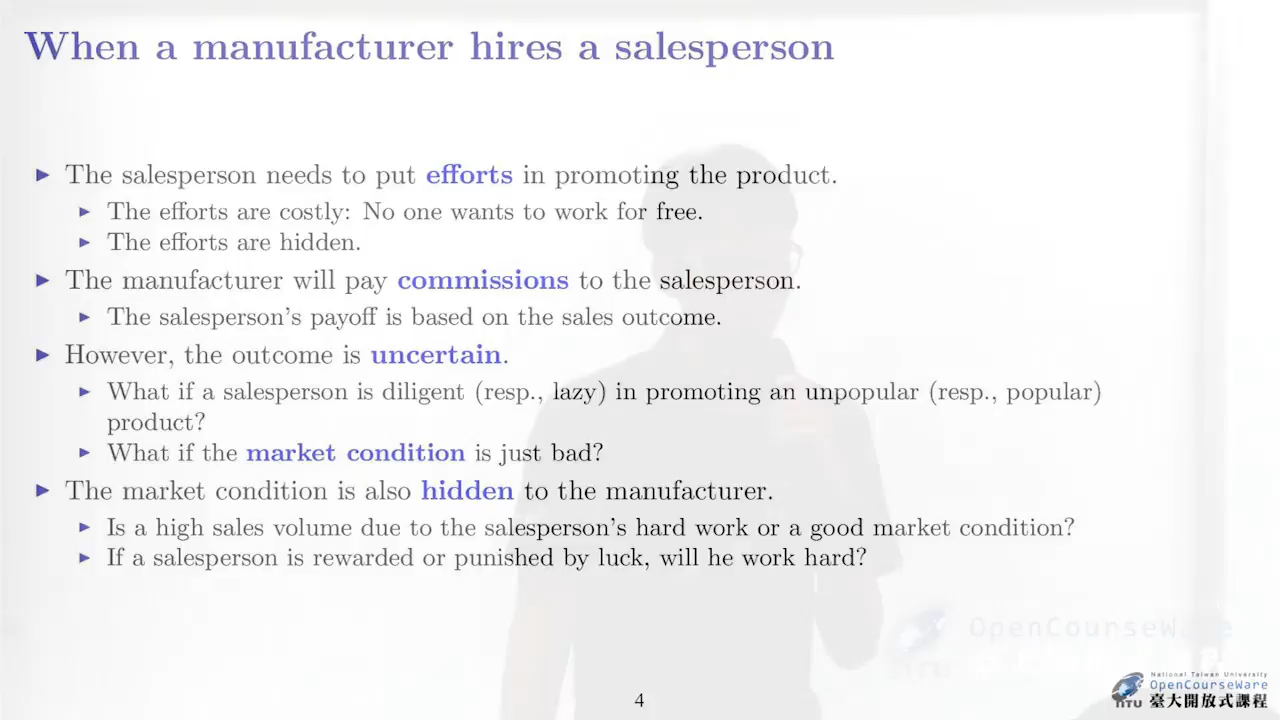 When a manufacturer hires a salesperson
▶ The salesperson needs to put efforts in promoting the product.
▶ The efforts are costly: No one wants to work for free.
▶ The efforts are hidden.
▶ The manufacturer will pay commissions to the salesperson.
▶ The salesperson's payoff is based on the sales outcome.
▶ However, the outcome is uncertain.
▶ What if a salesperson is diligent (resp., lazy) in promoting an unpopular (resp., popular)
product?
▶ What if the market condition is just bad?
▶ The market condition is also hidden to the manufacturer.
▶ Is a high sales volume due to the salesperson's hard work or a good market condition?
▶ If a salesperson is rewarded or punished by luck, will he work hard?
OpenCourseWare
4
National Taiwan University
OpenCourseWare
NTU 臺大開放式課程